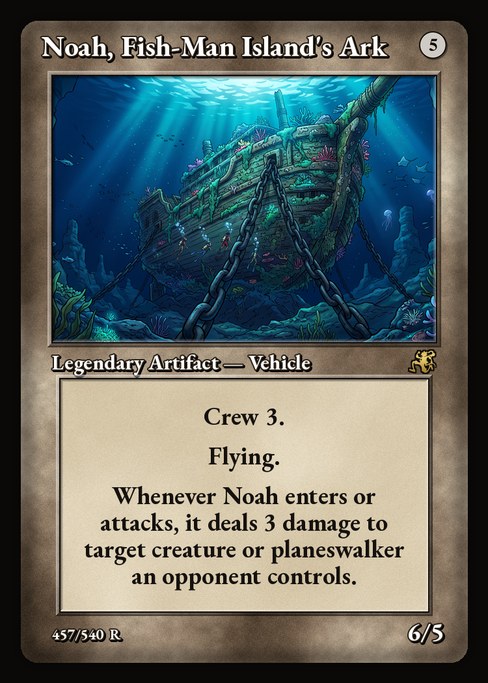 Noah, Fish-Man Island's Ark
5
Legendary Artifact — Vehicle
Crew 3.
Flying.
Whenever Noah enters or
attacks, it deals 3 damage to
target creature or planeswalker
an opponent controls.
457/540 R
6/5